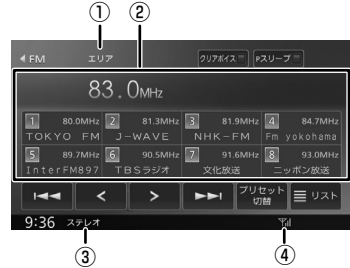 ① ②
FM エリア クリアボイス Pスリープ
83.0MHz
1 80.0MHz 2 81.3MHz 3 81.9MHz 4 84.7MHz
TOKYO FM J-WAVE NHK-FM Fm yokohama
5 89.7MHz 6 90.5MHz 7 91.6MHz 8 93.0MHz
InterFM897 TBSラジオ 文化放送 ニッポン放送
プリセット
切替 リスト
9:36 ステレオ
③ ④